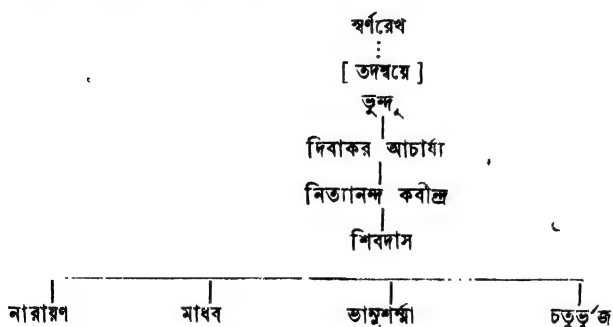 স্বর্ণরেখ
[ তদন্বয়ে ]
ভুন্দূ
দিবাকর আচার্য্য
নিত্যানন্দ কবীন্দ্র
শিবদাস
নারায়ণ মাধব ভানুশর্ম্মা চতুর্ভুজ